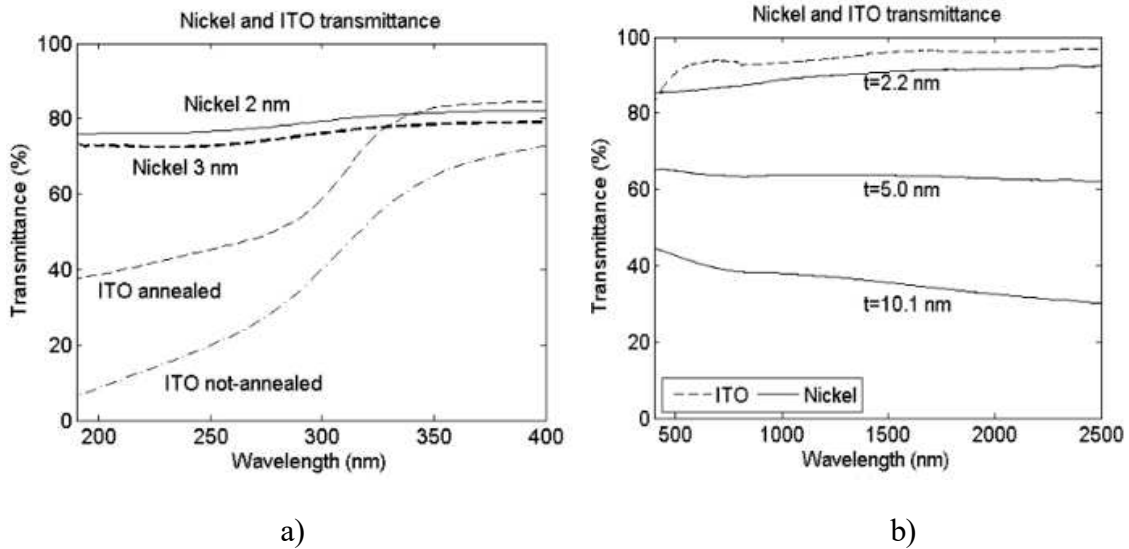 Nickel and ITO transmittance
100
80
60
40
20
0
Transmittance (%)
Nickel 2 nm
Nickel 3 nm
ITO annealed
ITO not-annealed
200 250 300 350 400
Wavelength (nm)
a)
Nickel and ITO transmittance
100
80
60
40
20
0
Transmittance (%)
t=2.2 nm
t=5.0 nm
t=10.1 nm
ITO Nickel
500 1000 1500 2000 2500
Wavelength (nm)
b)